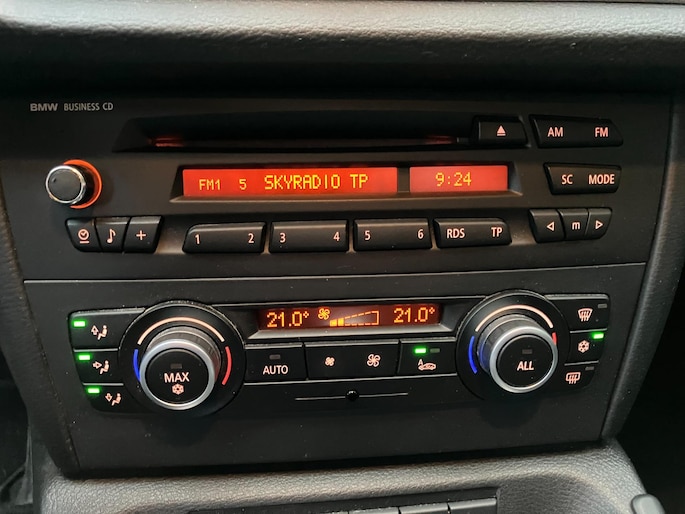 BMW BUSINESS CD
AM FM
FM1 5 SKYRADIO TP 9:24
SC MODE
+ 1 2 3 4 5 6 RDS TP m
21.0° 21.0°
MAX AUTO A ALL